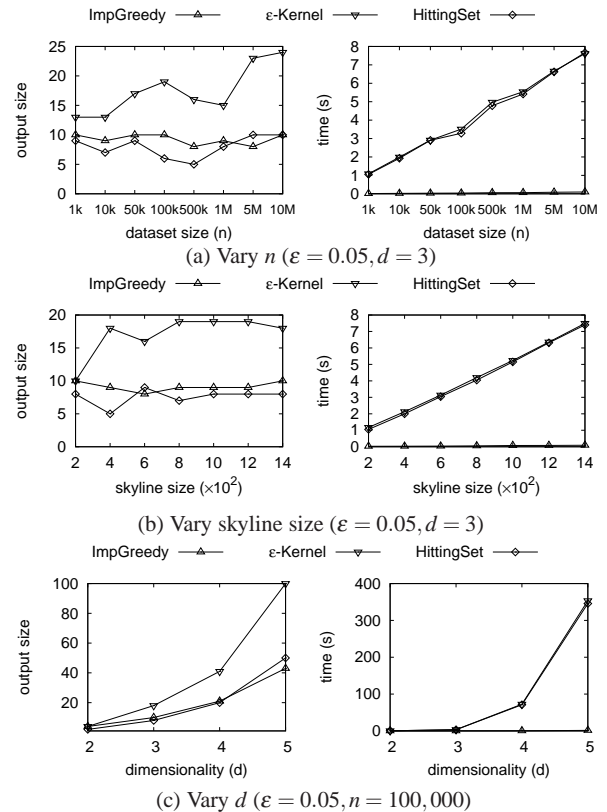 ImpGreedy ε-Kernel HittingSet
25
20
15
10
5
0
output size
1k 10k 50k 100k 500k 1M 5M 10M
dataset size (n)
8
7
6
5
4
3
2
1
0
time (s)
1k 10k 50k 100k 500k 1M 5M 10M
dataset size (n)
(a) Vary n (ε = 0.05, d = 3)
ImpGreedy ε-Kernel HittingSet
20
15
10
5
0
output size
2 4 6 8 10 12 14
skyline size (×10²)
8
7
6
5
4
3
2
1
0
time (s)
2 4 6 8 10 12 14
skyline size (×10²)
(b) Vary skyline size (ε = 0.05, d = 3)
ImpGreedy ε-Kernel HittingSet
100
80
60
40
20
output size
2 3 4 5
dimensionality (d)
400
300
200
100
0
time (s)
2 3 4 5
dimensionality (d)
(c) Vary d (ε = 0.05, n = 100,000)